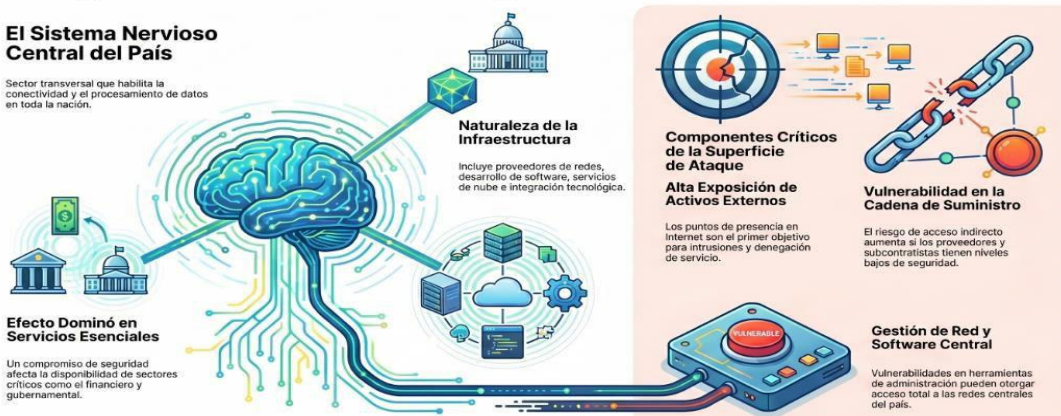 El Sistema Nervioso
Central del País
Sector transversal que habilita la
conectividad y el procesamiento de datos
en toda la nación.
Naturaleza de la
Infraestructura
Incluye proveedores de redes,
desarrollo de software, servicios
de nube e integración tecnológica.
Efecto Dominó en
Servicios Esenciales
Un compromiso de seguridad
afecta la disponibilidad de sectores
críticos como el financiero y
gubernamental.
Componentes Críticos
de la Superficie
de Ataque
Alta Exposición de
Activos Externos
Los puntos de presencia en
Internet son el primer objetivo
para intrusiones y denegación
de servicio.
Vulnerabilidad en la
Cadena de Suministro
El riesgo de acceso indirecto
aumenta si los proveedores y
subcontratistas tienen niveles
bajos de seguridad.
VULNERABLE
Gestión de Red y
Software Central
Vulnerabilidades en herramientas
de administración pueden otorgar
acceso total a las redes centrales
del país.